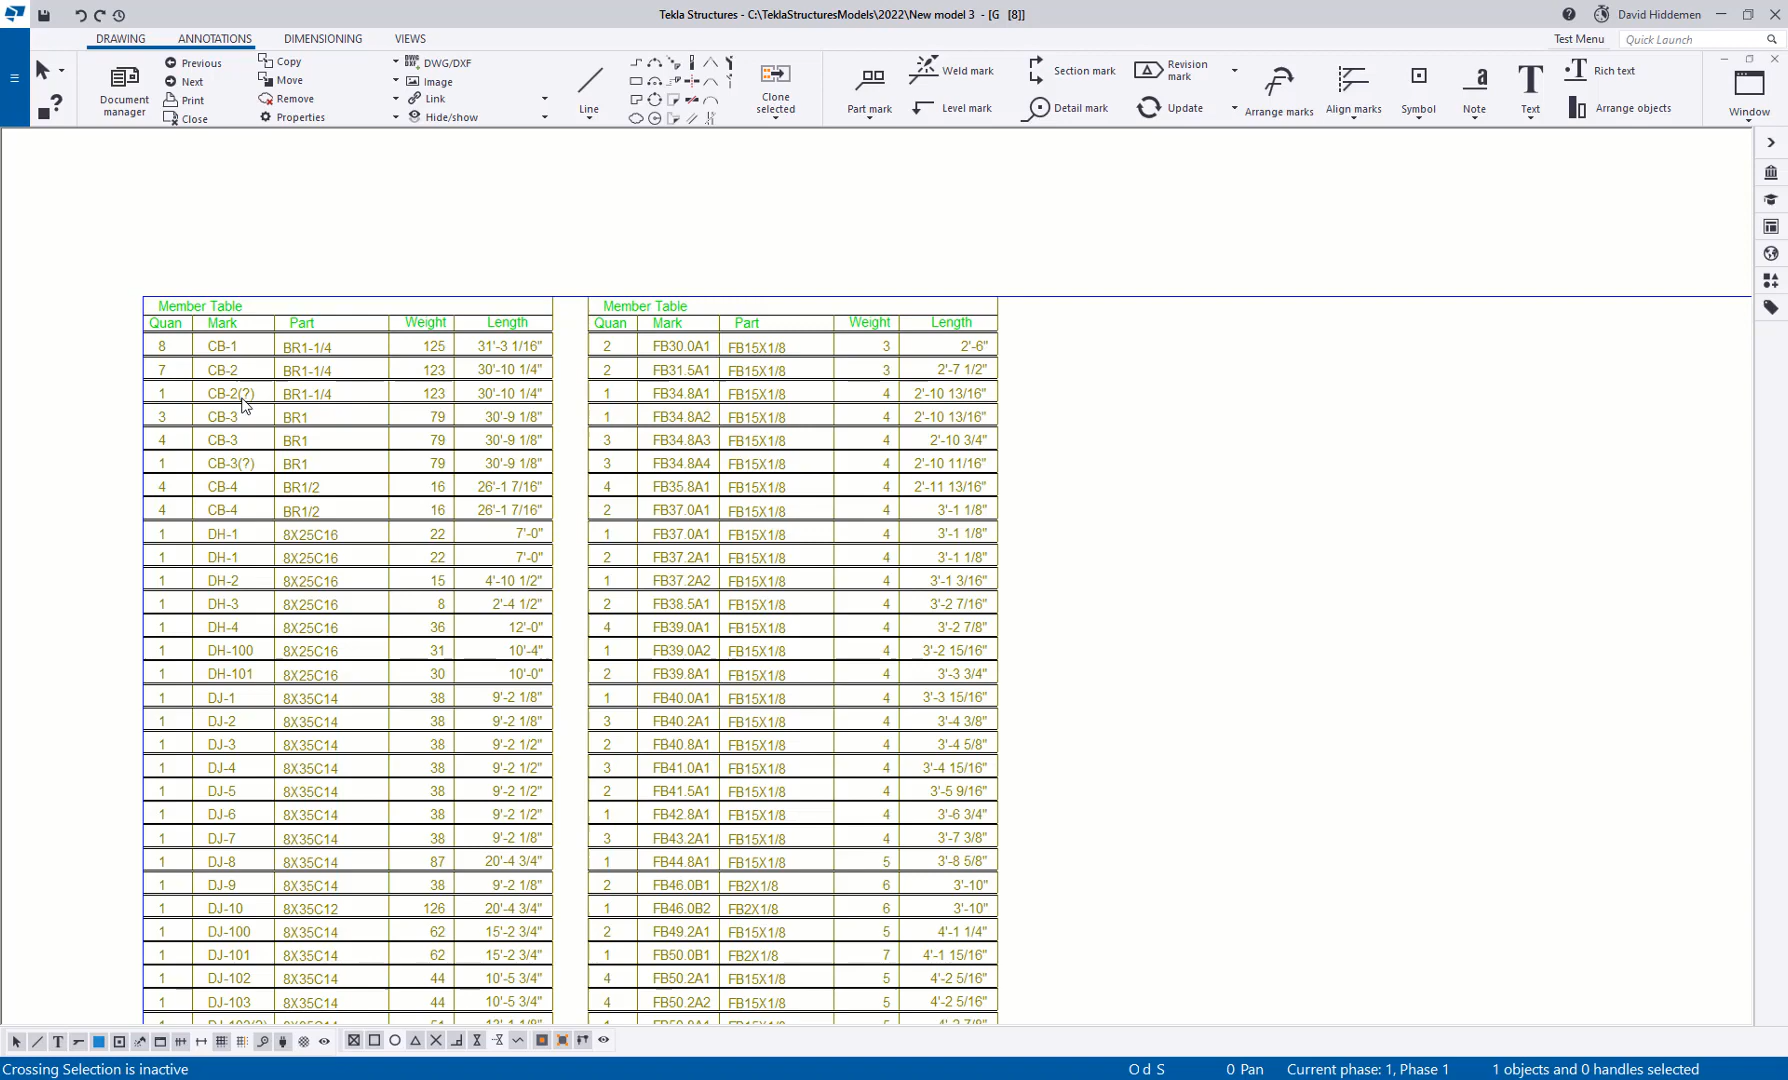 Tekla Structures - C:\TeklaStructuresModels\2022\New model 3 - [G [8]]
David Hiddemen
DRAWING ANNOTATIONS DIMENSIONING VIEWS
Test Menu Quick Launch
Document manager
Previous
Next
Print
Close
Copy
Move
Remove
Properties
DWG/DXF
Image
Link
Hide/show
Line
Clone selected
Part mark
Weld mark
Level mark
Section mark
Detail mark
Revision mark
Update
Arrange marks
Align marks
Symbol
Note
Text
Rich text
Arrange objects
Window
Member Table
Quan Mark Part Weight Length
8 CB-1 BR1-1/4 125 31'-3 1/16"
7 CB-2 BR1-1/4 123 30'-10 1/4"
1 CB-2(?) BR1-1/4 123 30'-10 1/4"
3 CB-3 BR1 79 30'-9 1/8"
4 CB-3 BR1 79 30'-9 1/8"
1 CB-3(?) BR1 79 30'-9 1/8"
4 CB-4 BR1/2 16 26'-1 7/16"
4 CB-4 BR1/2 16 26'-1 7/16"
1 DH-1 8X25C16 22 7'-0"
1 DH-1 8X25C16 22 7'-0"
1 DH-2 8X25C16 15 4'-10 1/2"
1 DH-3 8X25C16 8 2'-4 1/2"
1 DH-4 8X25C16 36 12'-0"
1 DH-100 8X25C16 31 10'-4"
1 DH-101 8X25C16 30 10'-0"
1 DJ-1 8X35C14 38 9'-2 1/8"
1 DJ-2 8X35C14 38 9'-2 1/8"
1 DJ-3 8X35C14 38 9'-2 1/2"
1 DJ-4 8X35C14 38 9'-2 1/2"
1 DJ-5 8X35C14 38 9'-2 1/2"
1 DJ-6 8X35C14 38 9'-2 1/2"
1 DJ-7 8X35C14 38 9'-2 1/8"
1 DJ-8 8X35C14 87 20'-4 3/4"
1 DJ-9 8X35C14 38 9'-2 1/8"
1 DJ-10 8X35C12 126 20'-4 3/4"
1 DJ-100 8X35C14 62 15'-2 3/4"
1 DJ-101 8X35C14 62 15'-2 3/4"
1 DJ-102 8X35C14 44 10'-5 3/4"
1 DJ-103 8X35C14 44 10'-5 3/4"
Member Table
Quan Mark Part Weight Length
2 FB30.0A1 FB15X1/8 3 2'-6"
2 FB31.5A1 FB15X1/8 3 2'-7 1/2"
1 FB34.8A1 FB15X1/8 4 2'-10 13/16"
1 FB34.8A2 FB15X1/8 4 2'-10 13/16"
3 FB34.8A3 FB15X1/8 4 2'-10 3/4"
3 FB34.8A4 FB15X1/8 4 2'-10 11/16"
4 FB35.8A1 FB15X1/8 4 2'-11 13/16"
2 FB37.0A1 FB15X1/8 4 3'-1 1/8"
1 FB37.0A1 FB15X1/8 4 3'-1 1/8"
2 FB37.2A1 FB15X1/8 4 3'-1 1/8"
1 FB37.2A2 FB15X1/8 4 3'-1 3/16"
2 FB38.5A1 FB15X1/8 4 3'-2 7/16"
4 FB39.0A1 FB15X1/8 4 3'-2 7/8"
1 FB39.0A2 FB15X1/8 4 3'-2 15/16"
2 FB39.8A1 FB15X1/8 4 3'-3 3/4"
1 FB40.0A1 FB15X1/8 4 3'-3 15/16"
3 FB40.2A1 FB15X1/8 4 3'-4 3/8"
2 FB40.8A1 FB15X1/8 4 3'-4 5/8"
3 FB41.0A1 FB15X1/8 4 3'-4 15/16"
2 FB41.5A1 FB15X1/8 4 3'-5 9/16"
1 FB42.8A1 FB15X1/8 4 3'-6 3/4"
3 FB43.2A1 FB15X1/8 4 3'-7 3/8"
1 FB44.8A1 FB15X1/8 5 3'-8 5/8"
2 FB46.0B1 FB2X1/8 6 3'-10"
1 FB46.0B2 FB2X1/8 6 3'-10"
2 FB49.2A1 FB15X1/8 5 4'-1 1/4"
1 FB50.0B1 FB2X1/8 7 4'-1 15/16"
4 FB50.2A1 FB15X1/8 5 4'-2 5/16"
4 FB50.2A2 FB15X1/8 5 4'-2 5/16"
Crossing Selection is inactive
O d S 0 Pan Current phase: 1, Phase 1 1 objects and 0 handles selected